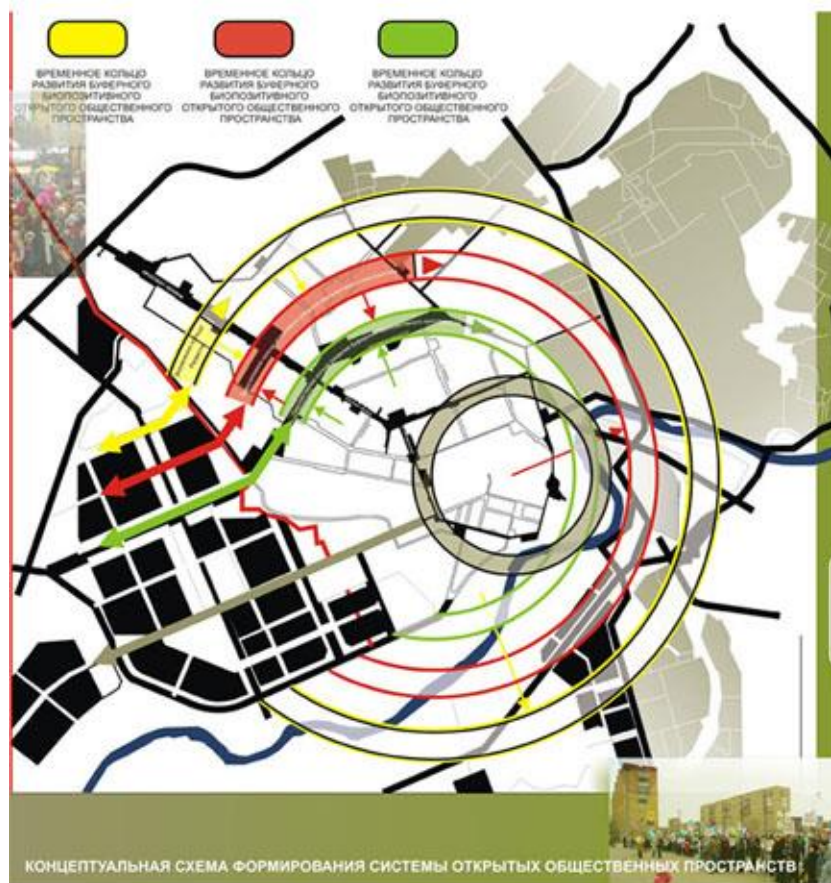 ВРЕМЕННОЕ КОЛЬЦО
РАЗВИТИЯ БУФЕРНОГО
БИОПОЗИТИВНОГО
ОТКРЫТОГО ОБЩЕСТВЕННОГО
ПРОСТРАНСТВА
ВРЕМЕННОЕ КОЛЬЦО
РАЗВИТИЯ БУФЕРНОГО
БИОПОЗИТИВНОГО
ОТКРЫТОГО ОБЩЕСТВЕННОГО
ПРОСТРАНСТВА
ВРЕМЕННОЕ КОЛЬЦО
РАЗВИТИЯ БУФЕРНОГО
БИОПОЗИТИВНОГО
ОТКРЫТОГО ОБЩЕСТВЕННОГО
ПРОСТРАНСТВА
КОНЦЕПТУАЛЬНАЯ СХЕМА ФОРМИРОВАНИЯ СИСТЕМЫ ОТКРЫТЫХ ОБЩЕСТВЕННЫХ ПРОСТРАНСТВ